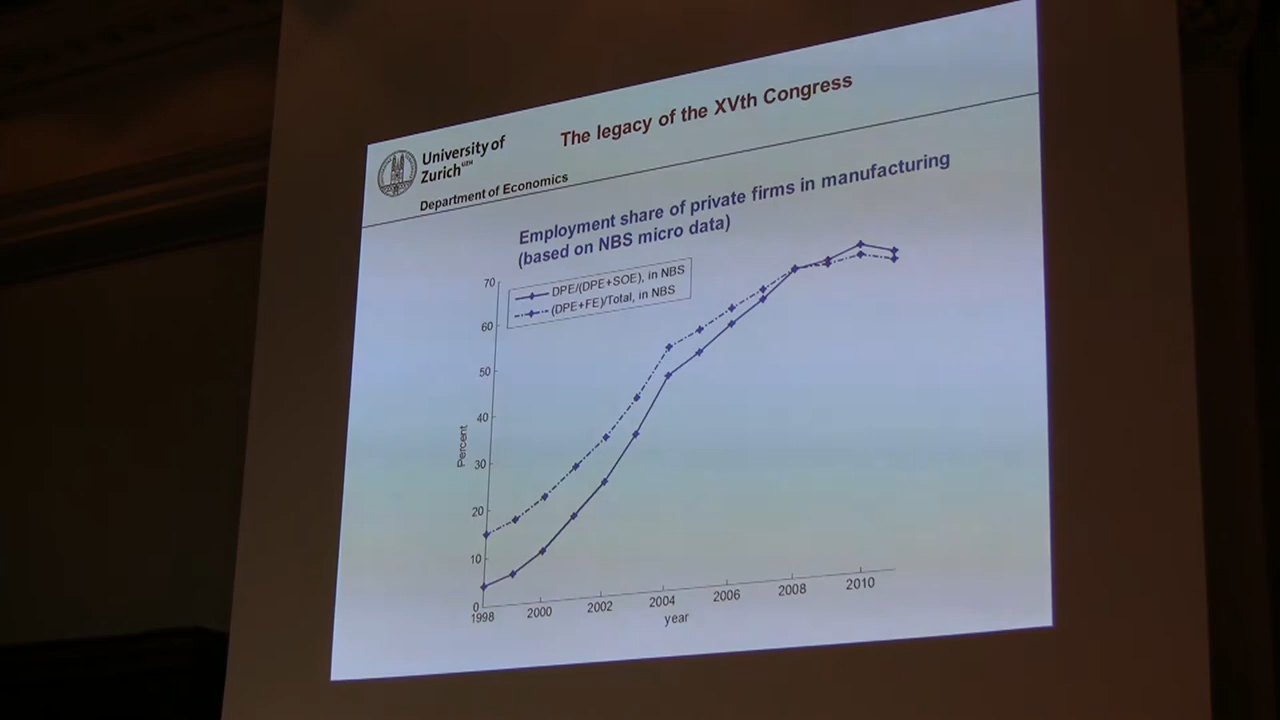 University of
Zurich UZH
The legacy of the XVth Congress
Department of Economics
Employment share of private firms in manufacturing
(based on NBS micro data)
DPE/(DPE+SOE), in NBS
(DPE+FE)/Total, in NBS
70
60
50
40
30
20
10
0
Percent
1998 2000 2002 2004 2006 2008 2010
year